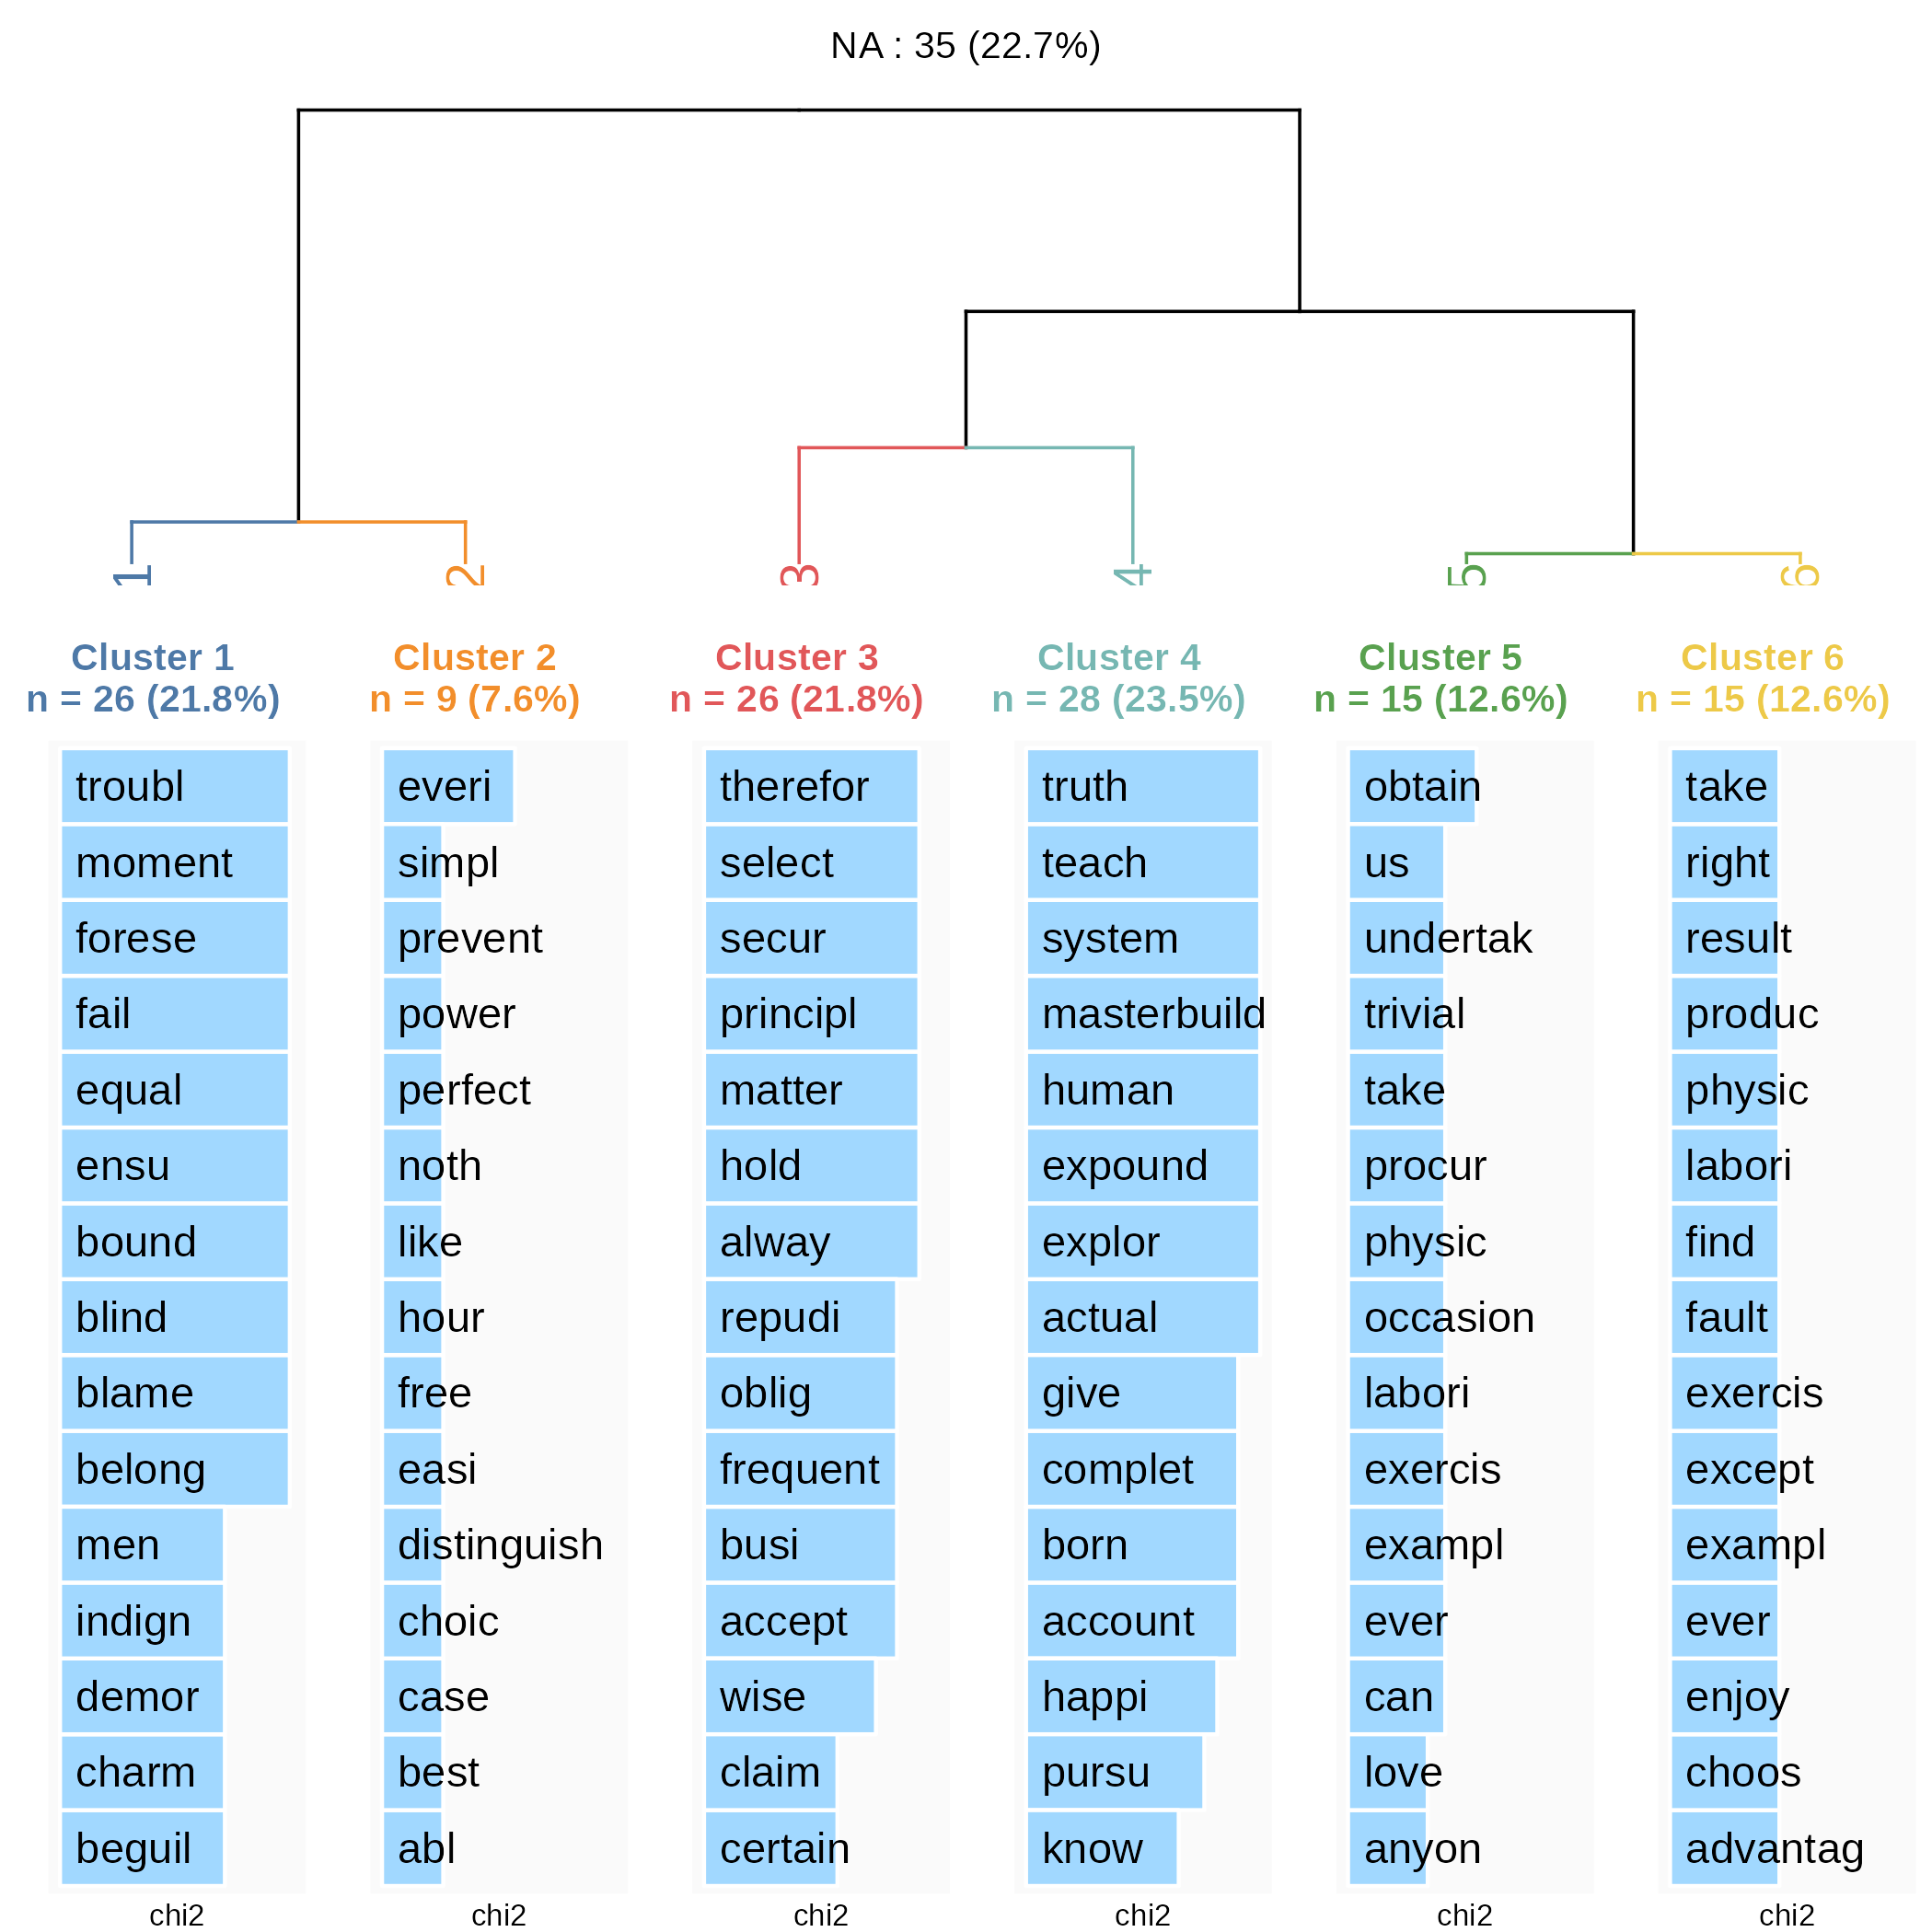 NA : 35 (22.7%)
1
2
3
4
5
6
Cluster 1
n = 26 (21.8%)
troubl
moment
forese
fail
equal
ensu
bound
blind
blame
belong
men
indign
demor
charm
beguil
chi2
Cluster 2
n = 9 (7.6%)
everi
simpl
prevent
power
perfect
noth
like
hour
free
easi
distinguish
choic
case
best
abl
chi2
Cluster 3
n = 26 (21.8%)
therefor
select
secur
principl
matter
hold
alway
repudi
oblig
frequent
busi
accept
wise
claim
certain
chi2
Cluster 4
n = 28 (23.5%)
truth
teach
system
masterbuild
human
expound
explor
actual
give
complet
born
account
happi
pursu
know
chi2
Cluster 5
n = 15 (12.6%)
obtain
us
undertak
trivial
take
procur
physic
occasion
labori
exercis
exampl
ever
can
love
anyon
chi2
Cluster 6
n = 15 (12.6%)
take
right
result
produc
physic
labori
find
fault
exercis
except
exampl
ever
enjoy
choos
advantag
chi2